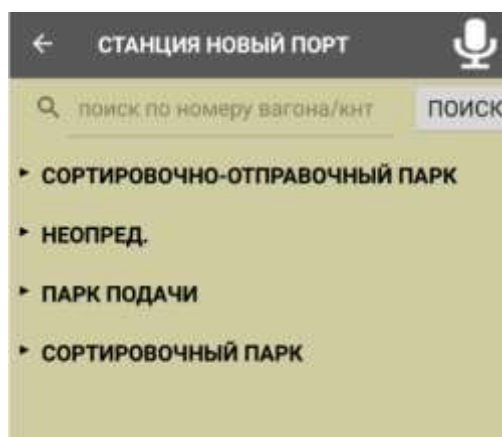 СТАНЦИЯ НОВЫЙ ПОРТ
поиск по номеру вагона/кнт ПОИСК
СОРТИРОВОЧНО-ОТПРАВОЧНЫЙ ПАРК
НЕОПРЕД.
ПАРК ПОДАЧИ
СОРТИРОВОЧНЫЙ ПАРК